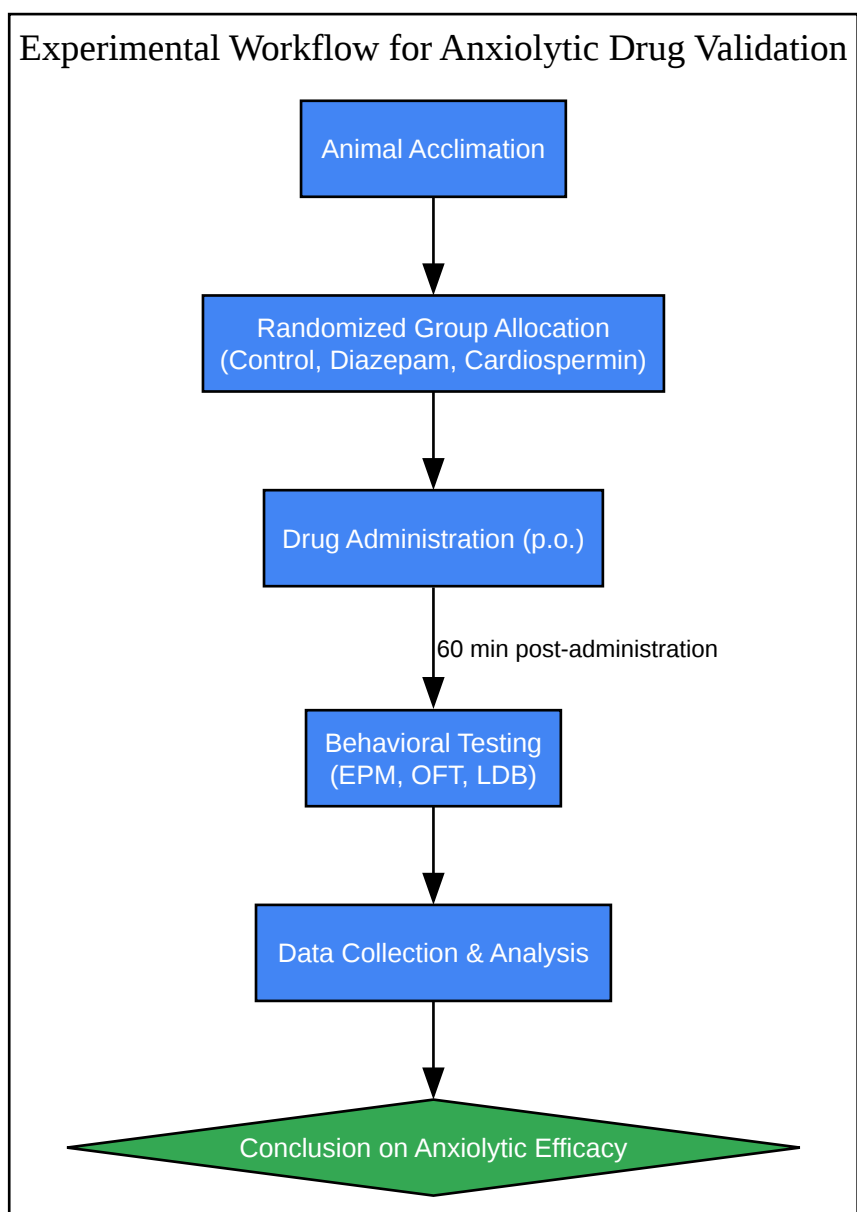 Experimental Workflow for Anxiolytic Drug Validation
Animal Acclimation
Randomized Group Allocation
(Control, Diazepam, Cardiospermin)
Drug Administration (p.o.)
60 min post-administration
Behavioral Testing
(EPM, OFT, LDB)
Data Collection & Analysis
Conclusion on Anxiolytic Efficacy